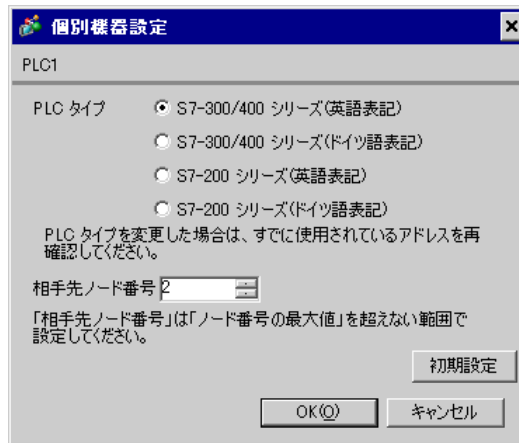 個別機器設定
PLC1
PLC タイプ
S7-300/400 シリーズ(英語表記)
S7-300/400 シリーズ(ドイツ語表記)
S7-200 シリーズ(英語表記)
S7-200 シリーズ(ドイツ語表記)
PLC タイプを変更した場合は、すでに使用されているアドレスを再
確認してください。
相手先ノード番号 2
「相手先ノード番号」は「ノード番号の最大値」を超えない範囲で
設定してください。
初期設定
OK(O) キャンセル